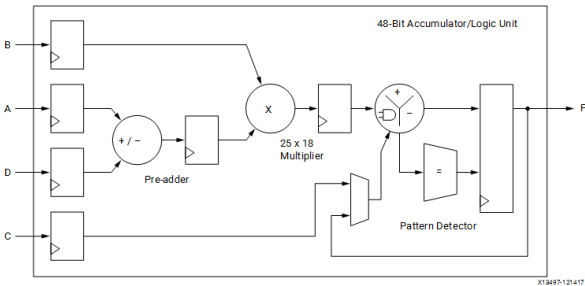 48-Bit Accumulator/Logic Unit
B
A
D
C
+ / −
Pre-adder
X
25 x 18
Multiplier
+
−
=
Pattern Detector
P
X13497-121417